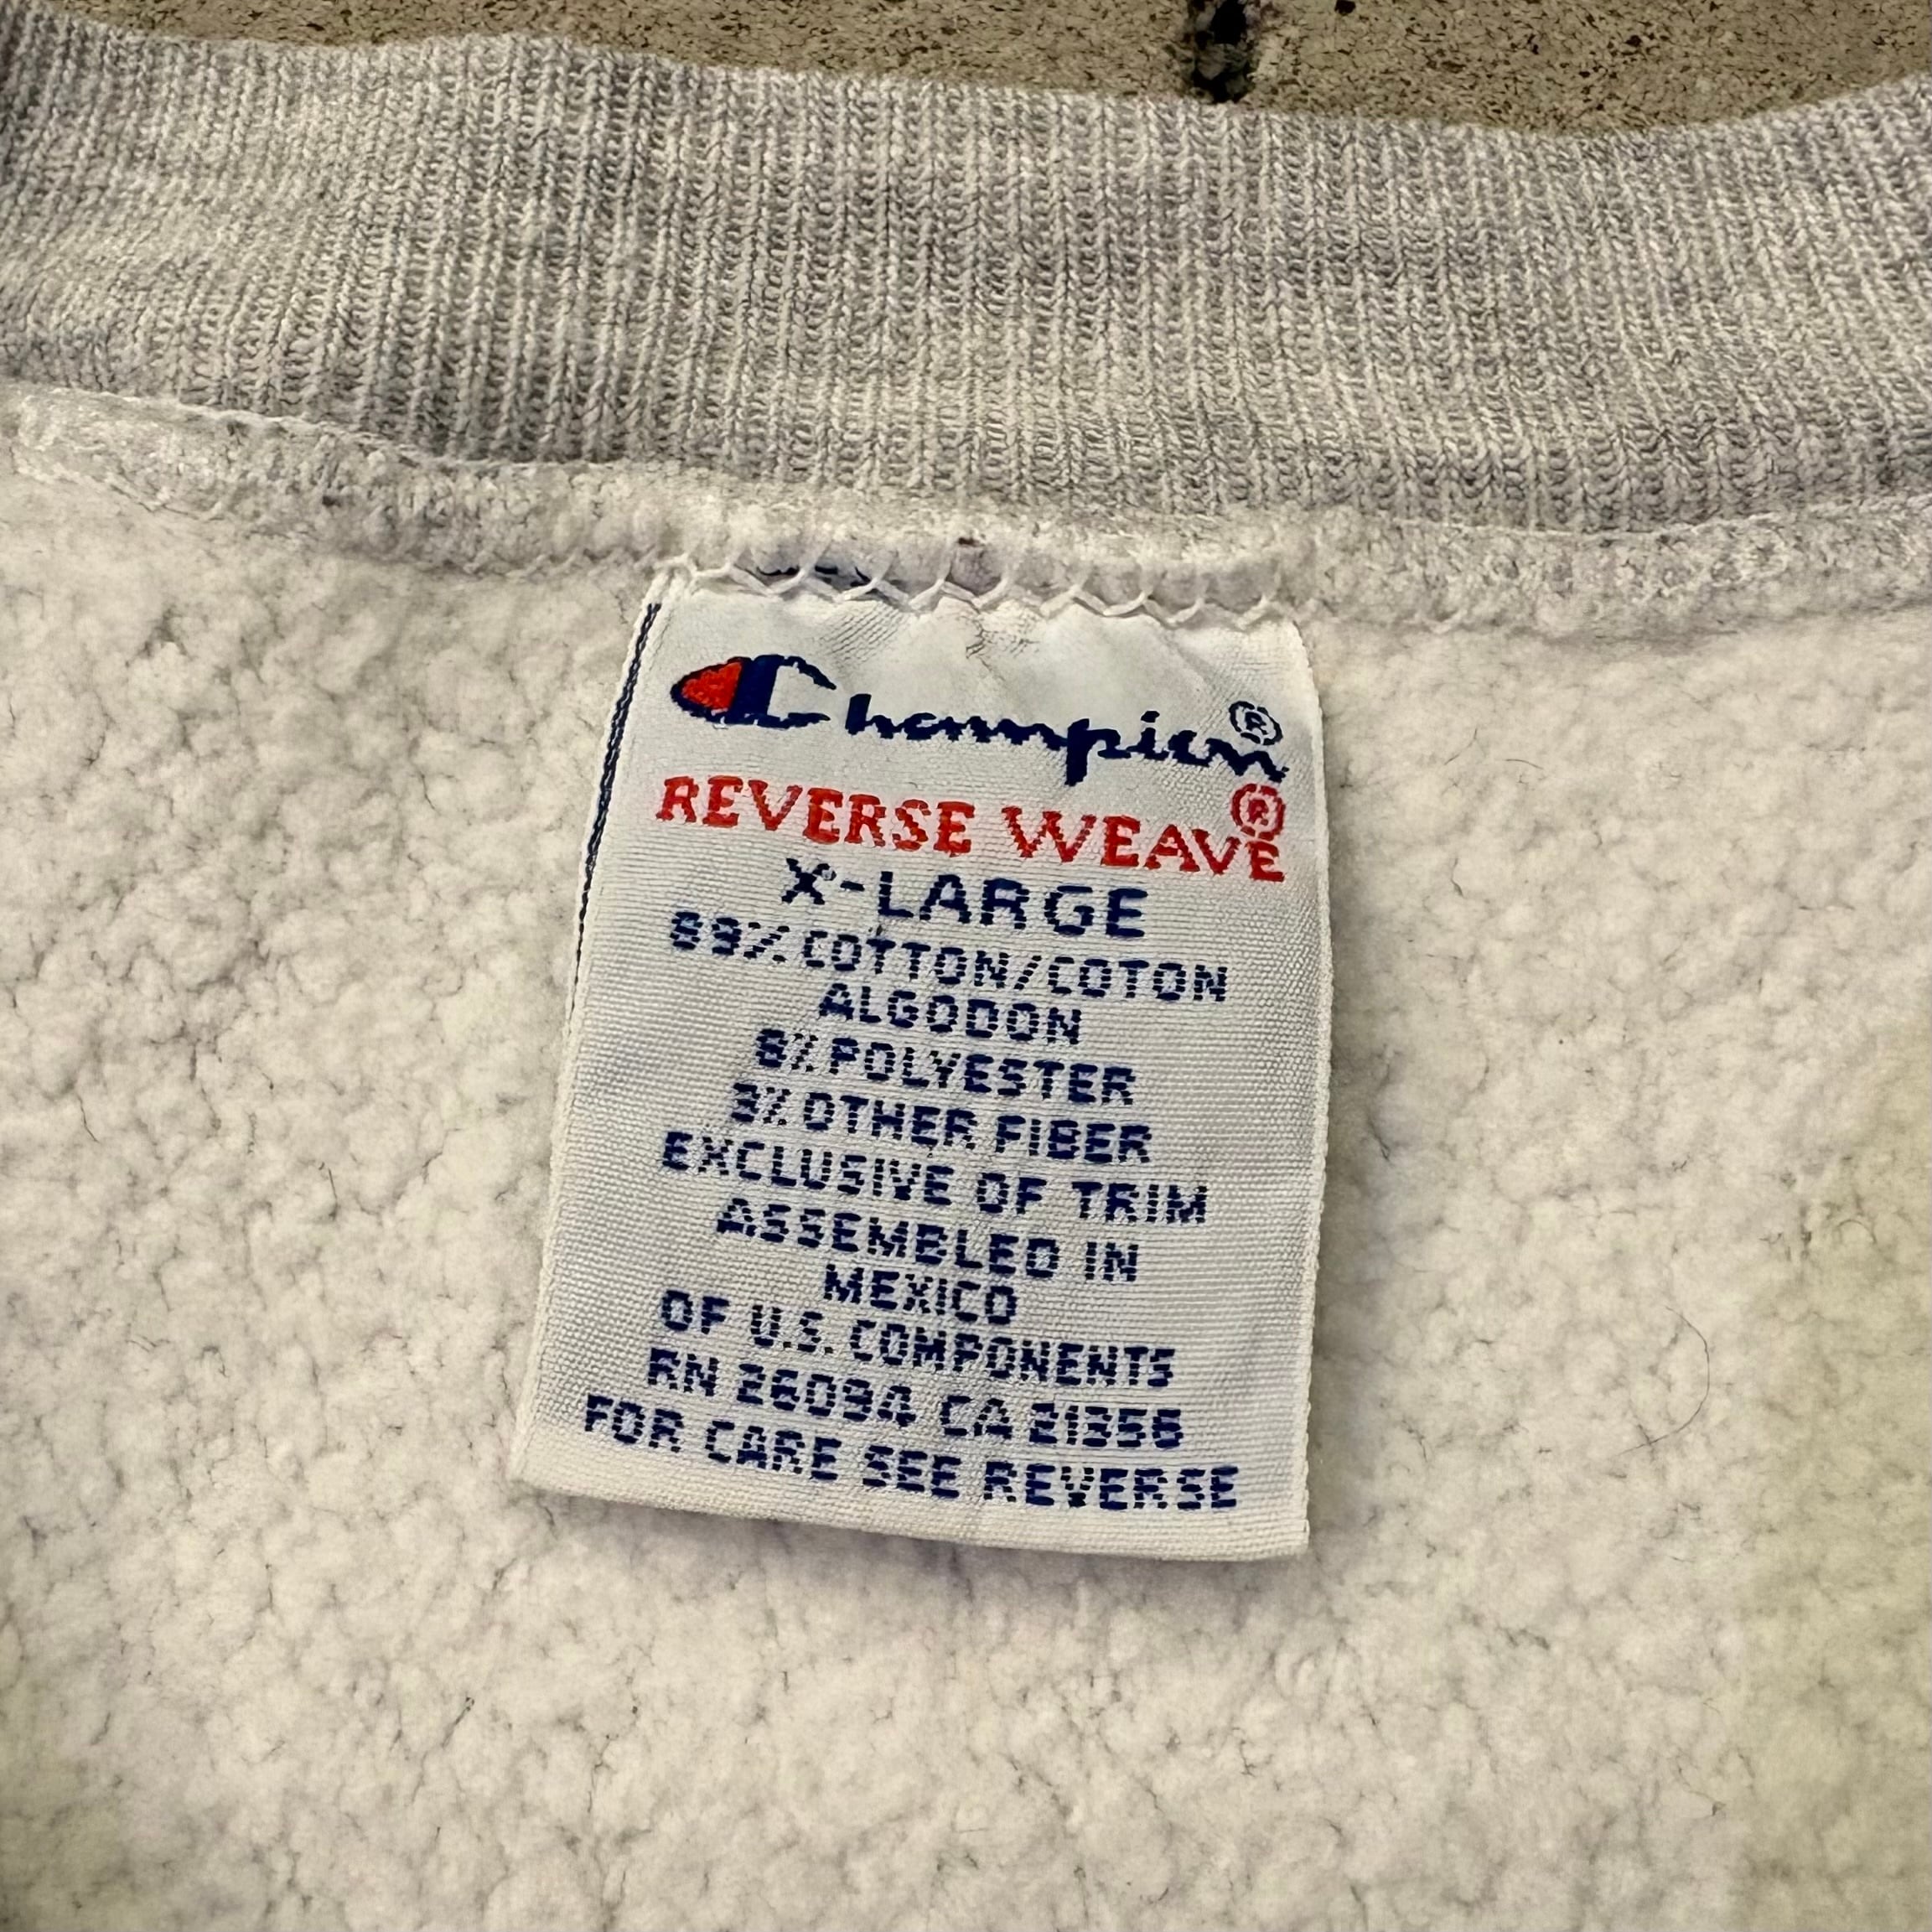 Champion®
REVERSE WEAVE®
X-LARGE
89% COTTON/COTON
ALGODON
8% POLYESTER
3% OTHER FIBER
EXCLUSIVE OF TRIM
ASSEMBLED IN
MEXICO
OF U.S. COMPONENTS
RN 26094 CA 21356
FOR CARE SEE REVERSE